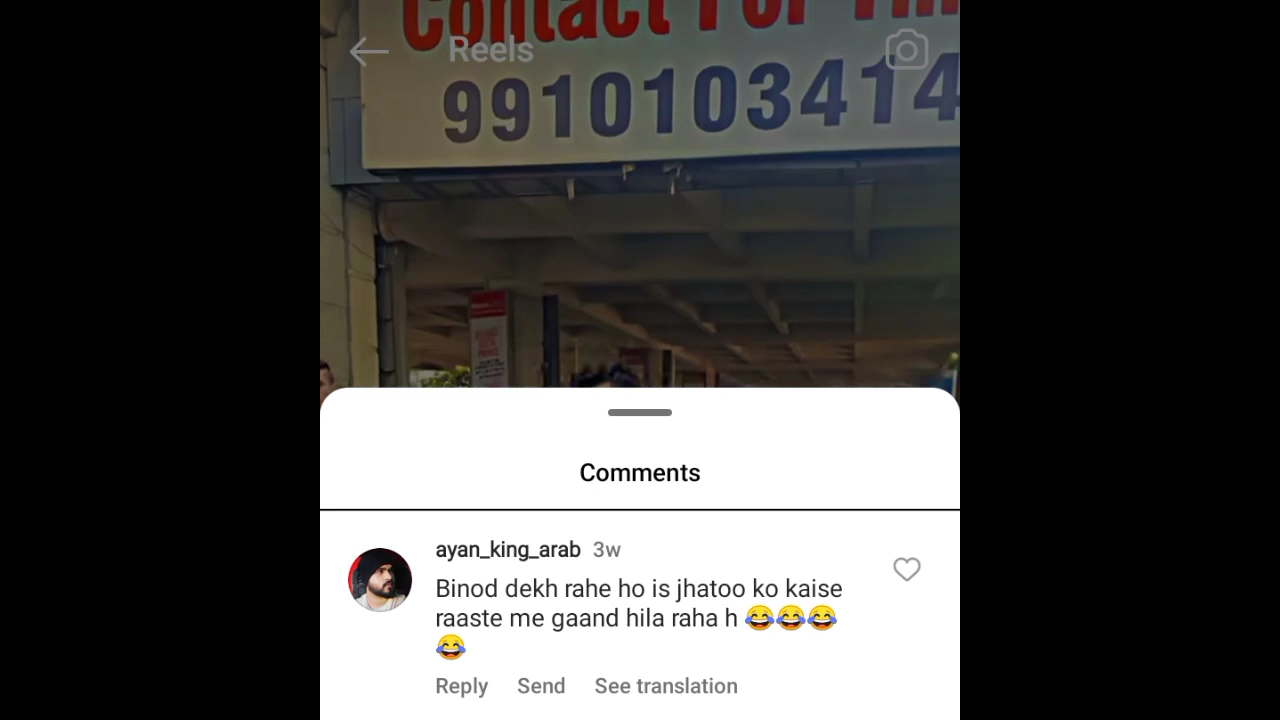 Contact For
Reels
9910103414
Comments
ayan_king_arab 3w
Binod dekh rahe ho is jhatoo ko kaise
raaste me gaand hila raha h 😂😂😂
😂
Reply Send See translation